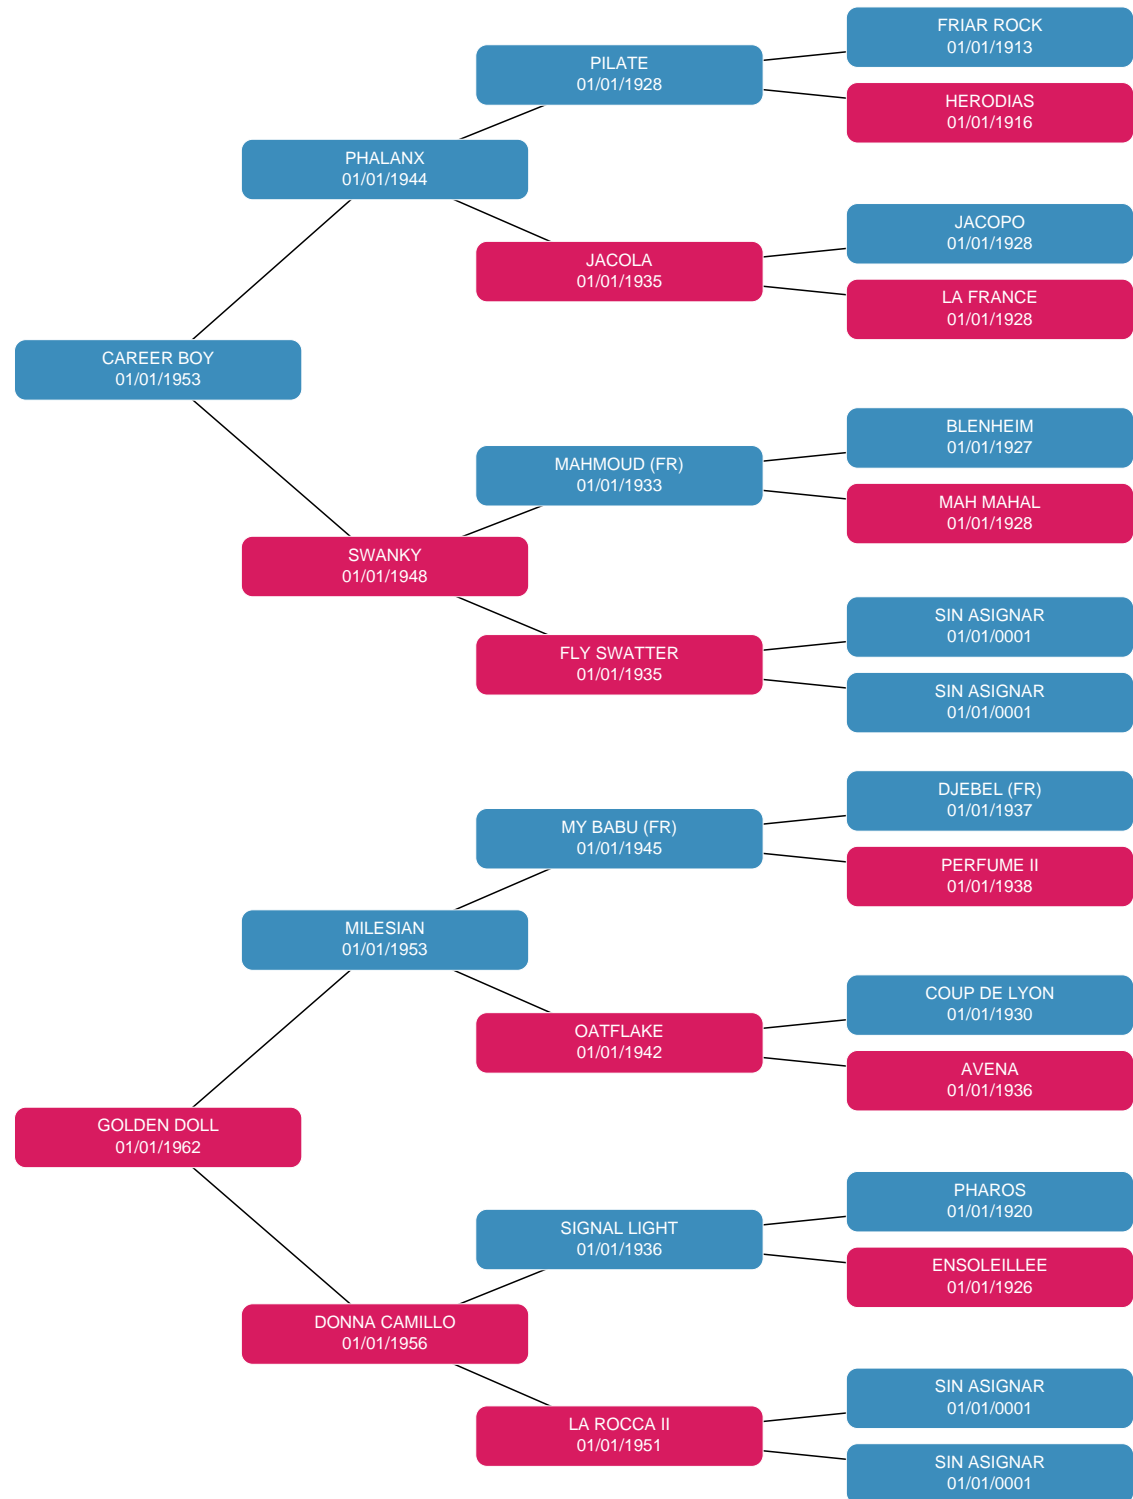 FRIAR ROCK
01/01/1913
PILATE
01/01/1928
HERODIAS
01/01/1916
PHALANX
01/01/1944
JACOPO
01/01/1928
JACOLA
01/01/1935
LA FRANCE
01/01/1928
CAREER BOY
01/01/1953
BLENHEIM
01/01/1927
MAHMOUD (FR)
01/01/1933
MAH MAHAL
01/01/1928
SWANKY
01/01/1948
SIN ASIGNAR
01/01/0001
FLY SWATTER
01/01/1935
SIN ASIGNAR
01/01/0001
DJEBEL (FR)
01/01/1937
MY BABU (FR)
01/01/1945
PERFUME II
01/01/1938
MILESIAN
01/01/1953
COUP DE LYON
01/01/1930
OATFLAKE
01/01/1942
AVENA
01/01/1936
GOLDEN DOLL
01/01/1962
PHAROS
01/01/1920
SIGNAL LIGHT
01/01/1936
ENSOLEILLEE
01/01/1926
DONNA CAMILLO
01/01/1956
SIN ASIGNAR
01/01/0001
LA ROCCA II
01/01/1951
SIN ASIGNAR
01/01/0001